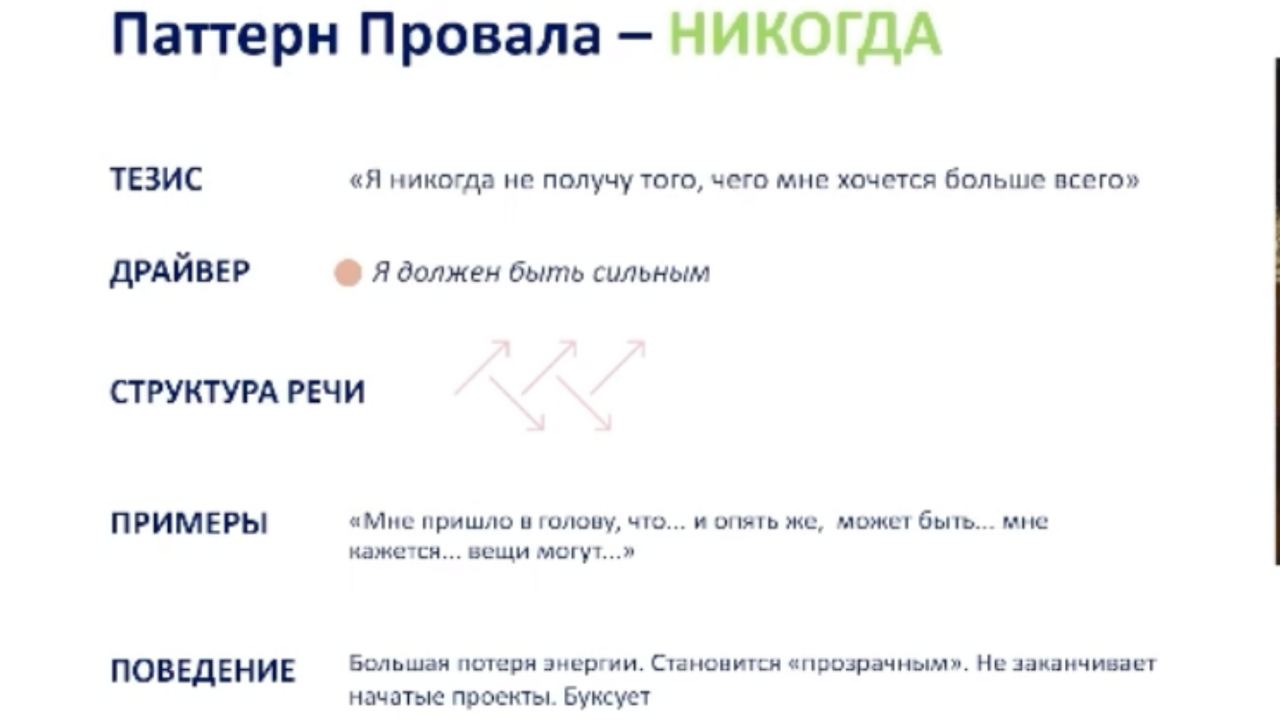 Паттерн Провала – НИКОГДА
ТЕЗИС «Я никогда не получу того, чего мне хочется больше всего»
ДРАЙВЕР Я должен быть сильным
СТРУКТУРА РЕЧИ
ПРИМЕРЫ «Мне пришло в голову, что... и опять же, может быть... мне
кажется... вещи могут...»
ПОВЕДЕНИЕ Большая потеря энергии. Становится «прозрачным». Не заканчивает
начатые проекты. Буксует